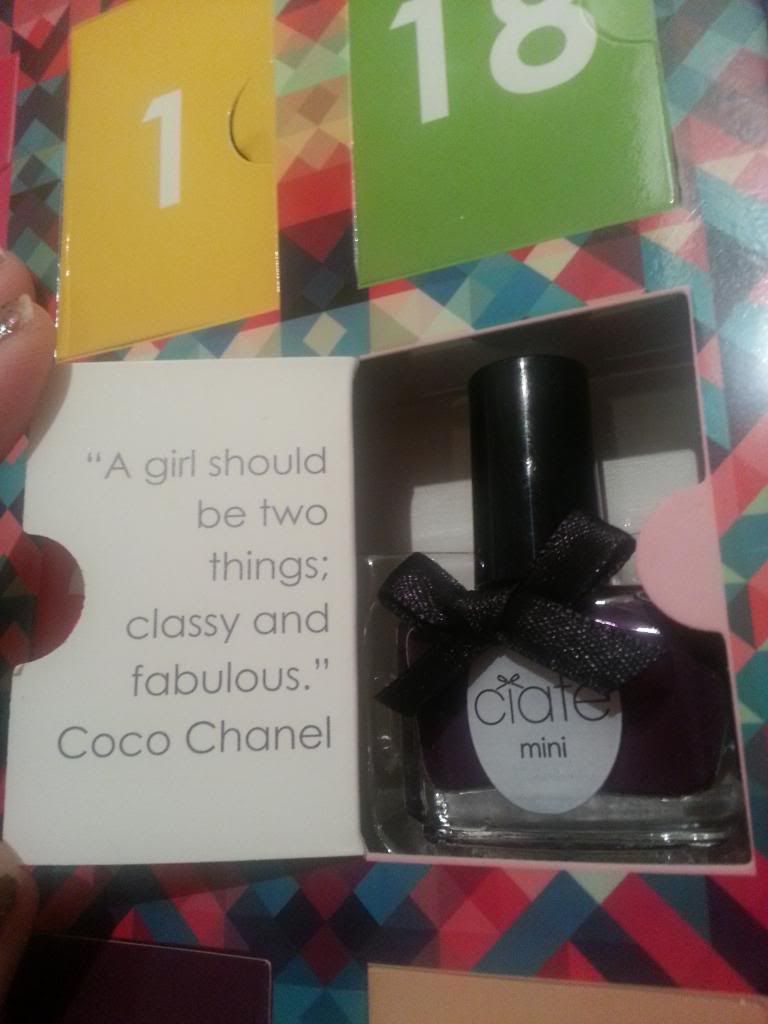 1
18
“A girl should
be two
things;
classy and
fabulous.”
Coco Chanel
ciaté
mini